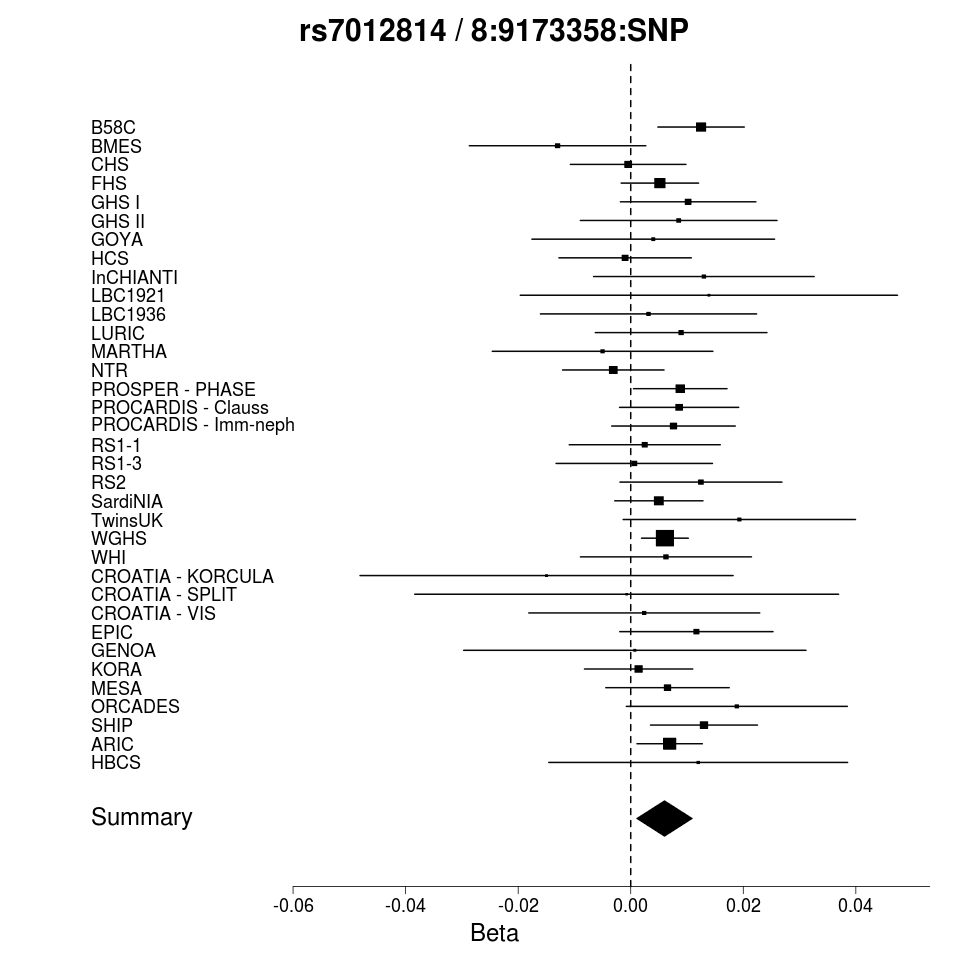 rs7012814 / 8:9173358:SNP
B58C
BMES
CHS
FHS
GHS I
GHS II
GOYA
HCS
InCHIANTI
LBC1921
LBC1936
LURIC
MARTHA
NTR
PROSPER - PHASE
PROCARDIS - Clauss
PROCARDIS - Imm-neph
RS1-1
RS1-3
RS2
SardiNIA
TwinsUK
WGHS
WHI
CROATIA - KORCULA
CROATIA - SPLIT
CROATIA - VIS
EPIC
GENOA
KORA
MESA
ORCADES
SHIP
ARIC
HBCS
Summary
-0.06 -0.04 -0.02 0.00 0.02 0.04
Beta